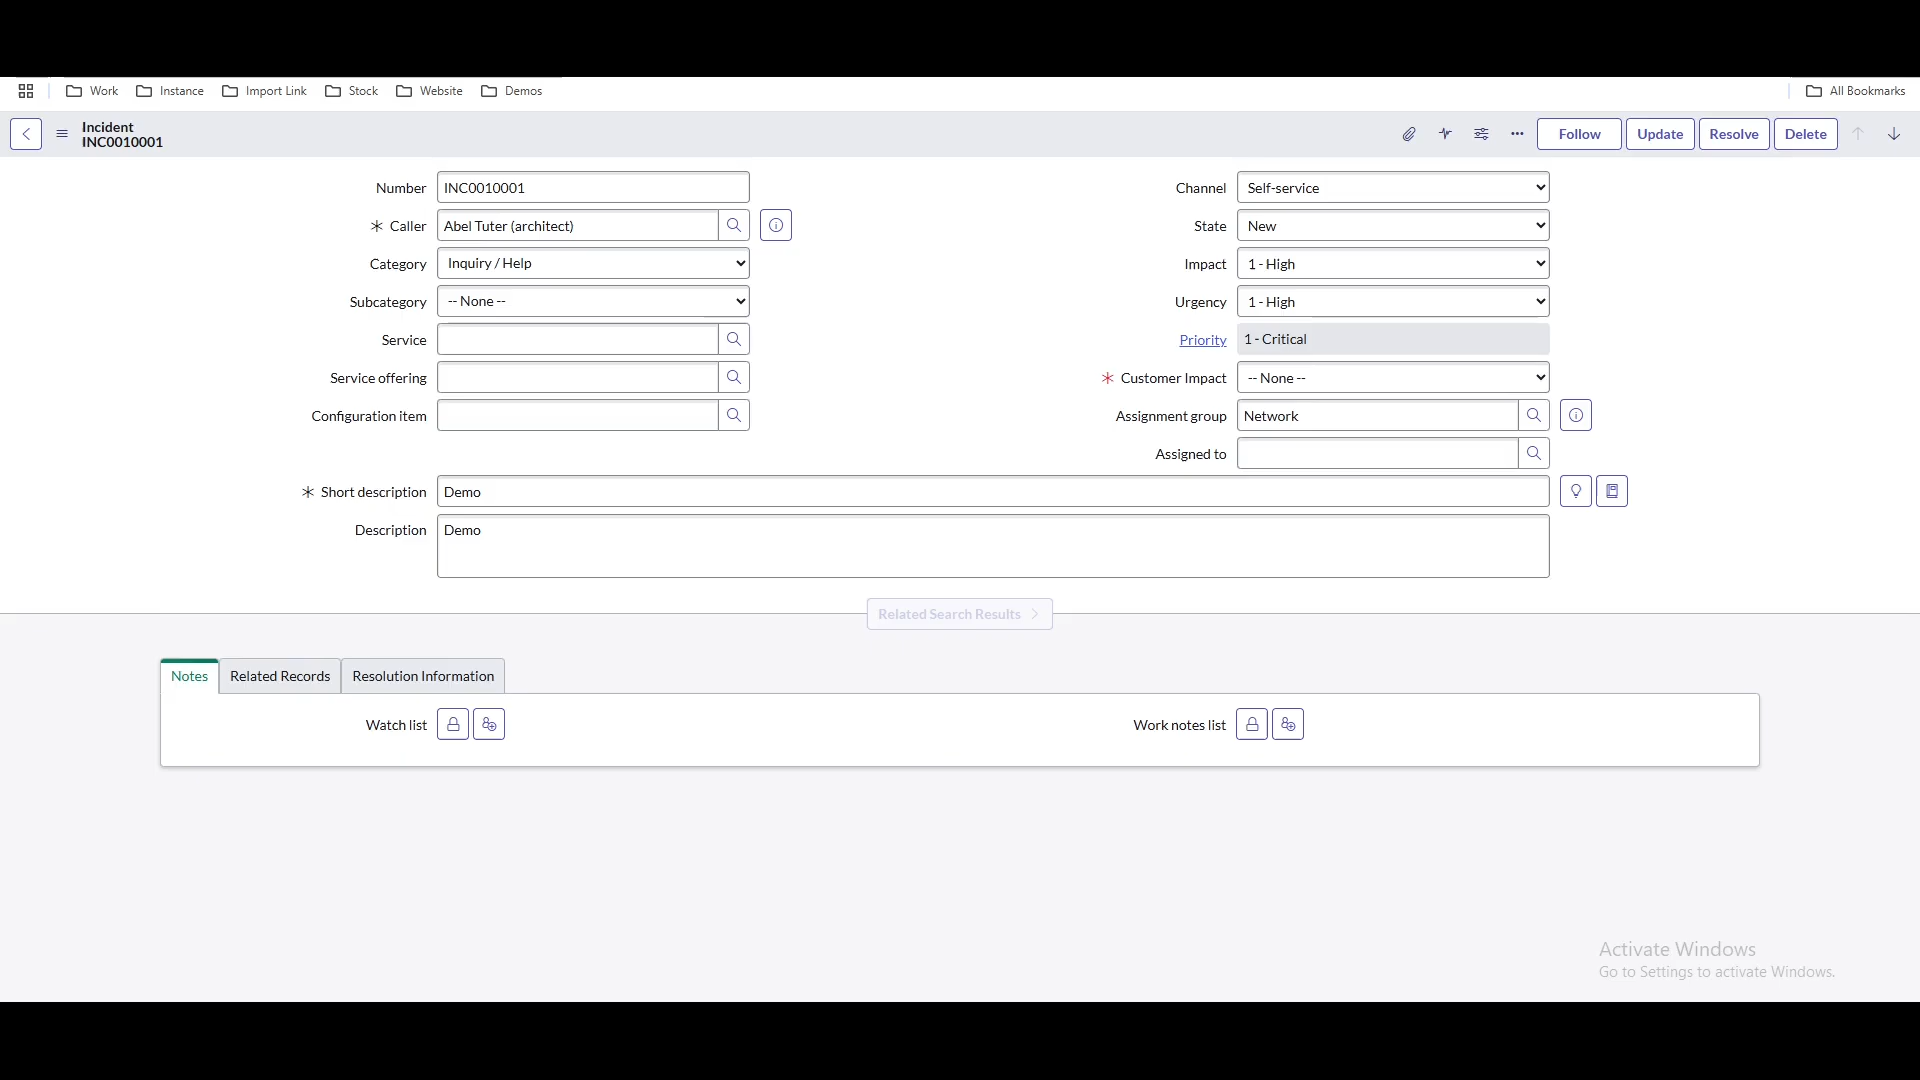 Work Instance Import Link Stock Website Demos All Bookmarks
Incident
INC0010001
Follow Update Resolve Delete
Number INC0010001 Channel Self-service
Caller Abel Tuter (architect) State New
Category Inquiry / Help Impact 1 - High
Subcategory -- None -- Urgency 1 - High
Service Priority 1 - Critical
Service offering Customer Impact -- None --
Configuration item Assignment group Network
Assigned to
Short description Demo
Description Demo
Related Search Results
Notes Related Records Resolution Information
Watch list Work notes list
Activate Windows
Go to Settings to activate Windows.